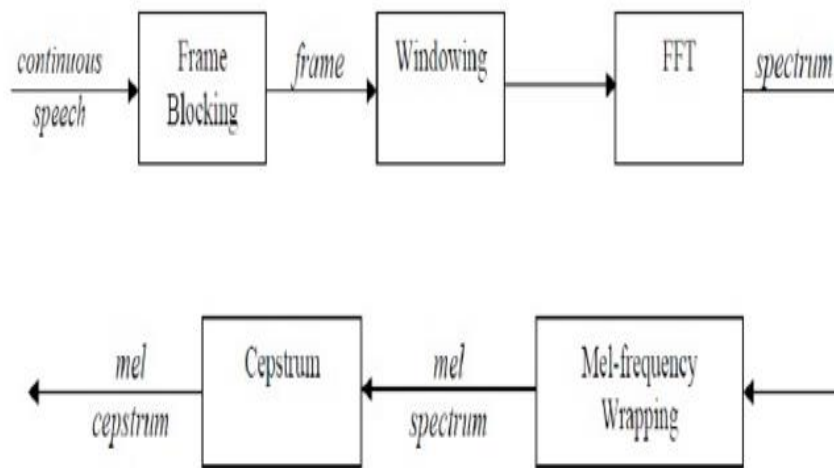 continuous
speech
Frame
Blocking
frame
Windowing
FFT
spectrum
mel
cepstrum
Cepstrum
mel
spectrum
Mel-frequency
Wrapping